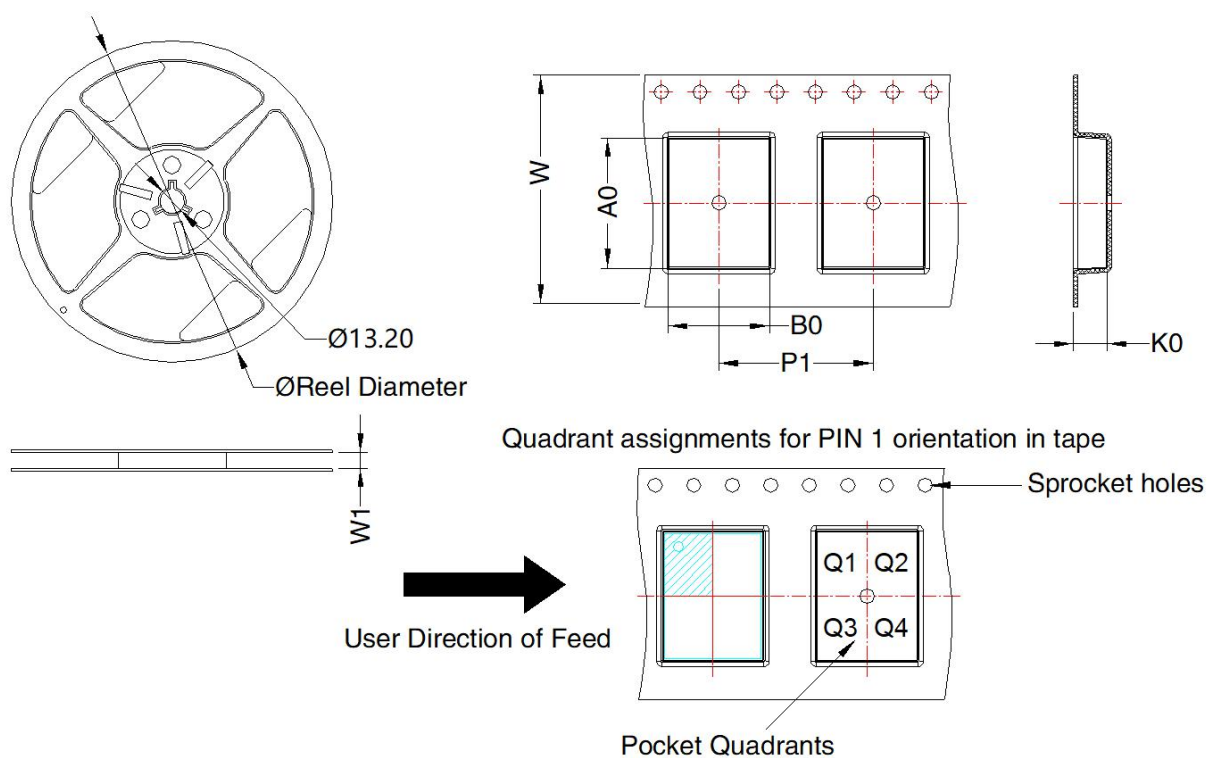 W
A0
B0
P1
K0
Ø13.20
ØReel Diameter
W1
Quadrant assignments for PIN 1 orientation in tape
Sprocket holes
Q1 Q2
Q3 Q4
User Direction of Feed
Pocket Quadrants